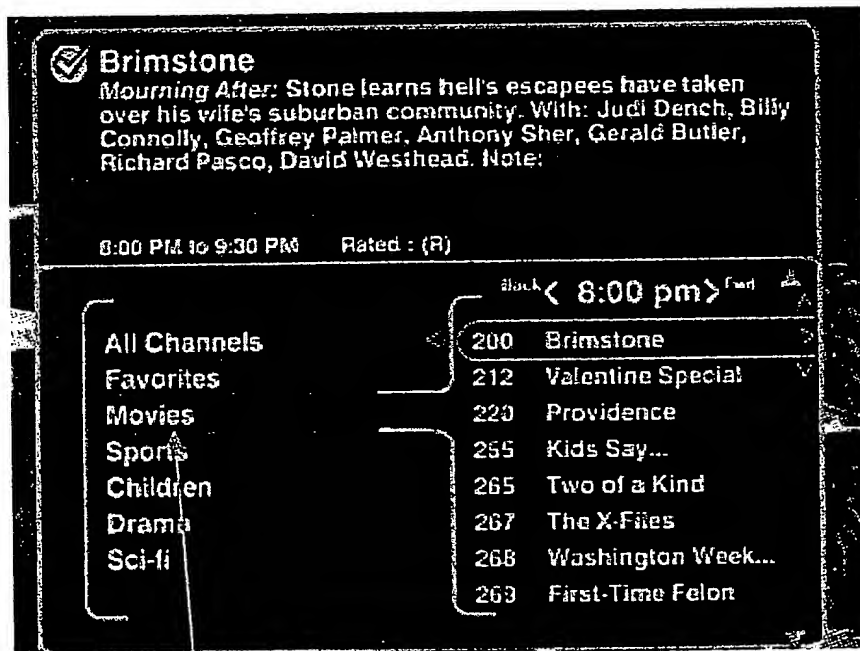 Brimstone
Mourning After: Stone learns hell's escapees have taken
over his wife's suburban community. With: Judi Dench, Billy
Connolly, Geoffrey Palmer, Anthony Sher, Gerald Butler,
Richard Pasco, David Westhead. Note:
8:00 PM to 9:30 PM Rated : (R)
Back < 8:00 pm > Fwd
All Channels
200 Brimstone
Favorites
212 Valentine Special
Movies
220 Providence
Sports
255 Kids Say...
Children
265 Two of a Kind
Drama
267 The X-Files
Sci-fi
268 Washington Week...
269 First-Time Felon